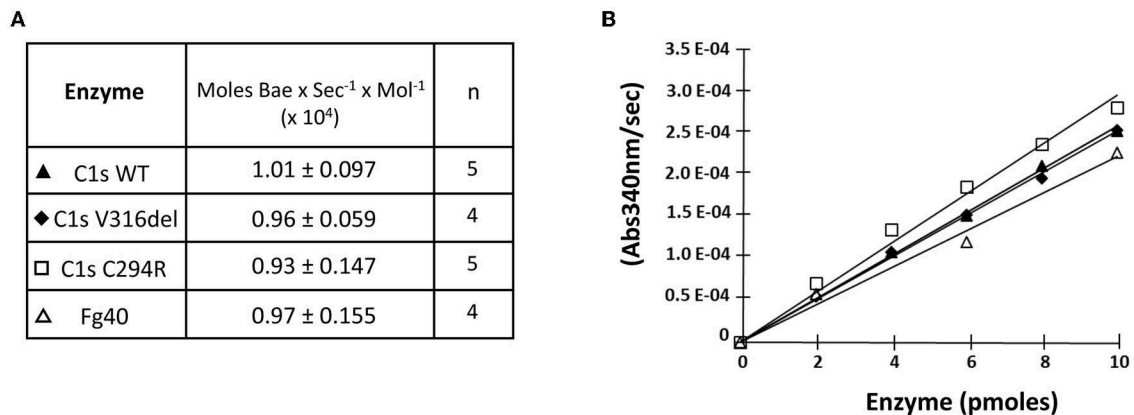 A
Enzyme Moles Bae x Sec⁻¹ x Mol⁻¹ n
(x 10⁴)
▲ C1s WT 1.01 ± 0.097 5
◆ C1s V316del 0.96 ± 0.059 4
□ C1s C294R 0.93 ± 0.147 5
△ Fg40 0.97 ± 0.155 4
B
(Abs340nm/sec)
3.5 E-04
3.0 E-04
2.5 E-04
2.0 E-04
1.5 E-04
1.0 E-04
0.5 E-04
0
0 2 4 6 8 10
Enzyme (pmoles)